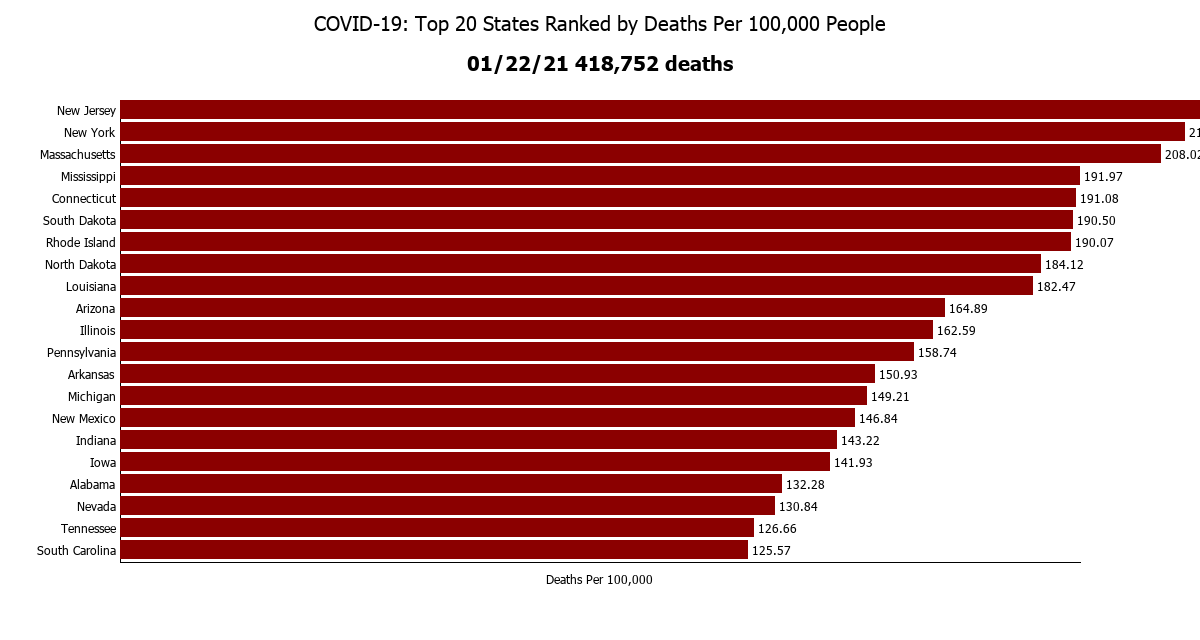 COVID-19: Top 20 States Ranked by Deaths Per 100,000 People
01/22/21 418,752 deaths
New Jersey
New York 21
Massachusetts 208.02
Mississippi 191.97
Connecticut 191.08
South Dakota 190.50
Rhode Island 190.07
North Dakota 184.12
Louisiana 182.47
Arizona 164.89
Illinois 162.59
Pennsylvania 158.74
Arkansas 150.93
Michigan 149.21
New Mexico 146.84
Indiana 143.22
Iowa 141.93
Alabama 132.28
Nevada 130.84
Tennessee 126.66
South Carolina 125.57
Deaths Per 100,000